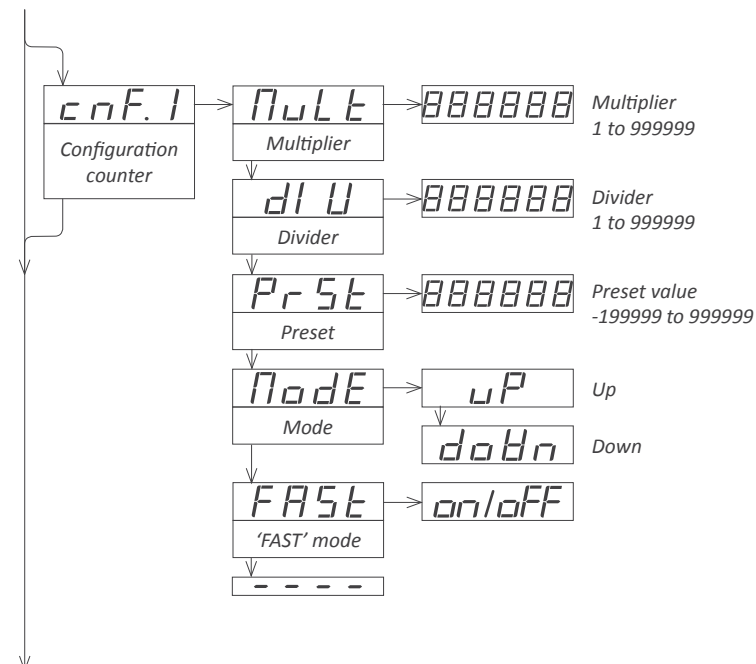 cnF.1
Configuration
counter
MuLt
Multiplier
888888
Multiplier
1 to 999999
dIV
Divider
888888
Divider
1 to 999999
PrSt
Preset
888888
Preset value
-199999 to 999999
ModE
Mode
uP
Up
doWn
Down
FASt
‘FAST’ mode
on/oFF
----